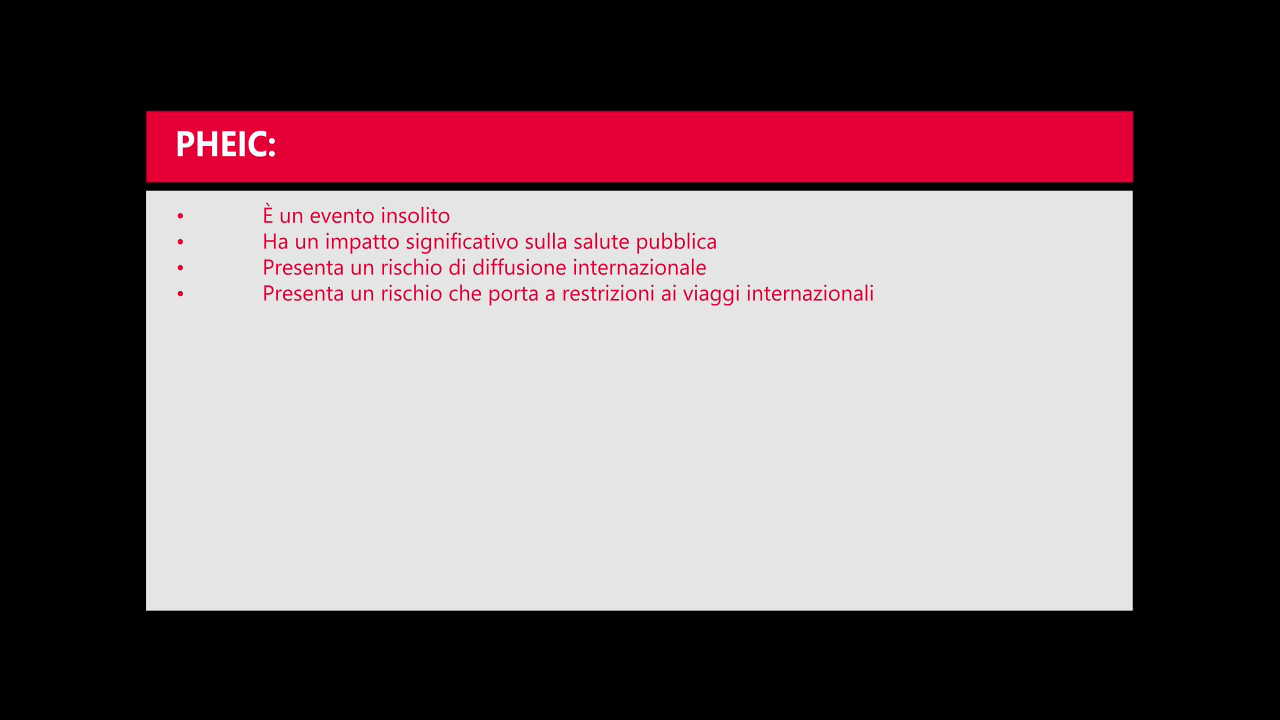 PHEIC:
• È un evento insolito
• Ha un impatto significativo sulla salute pubblica
• Presenta un rischio di diffusione internazionale
• Presenta un rischio che porta a restrizioni ai viaggi internazionali